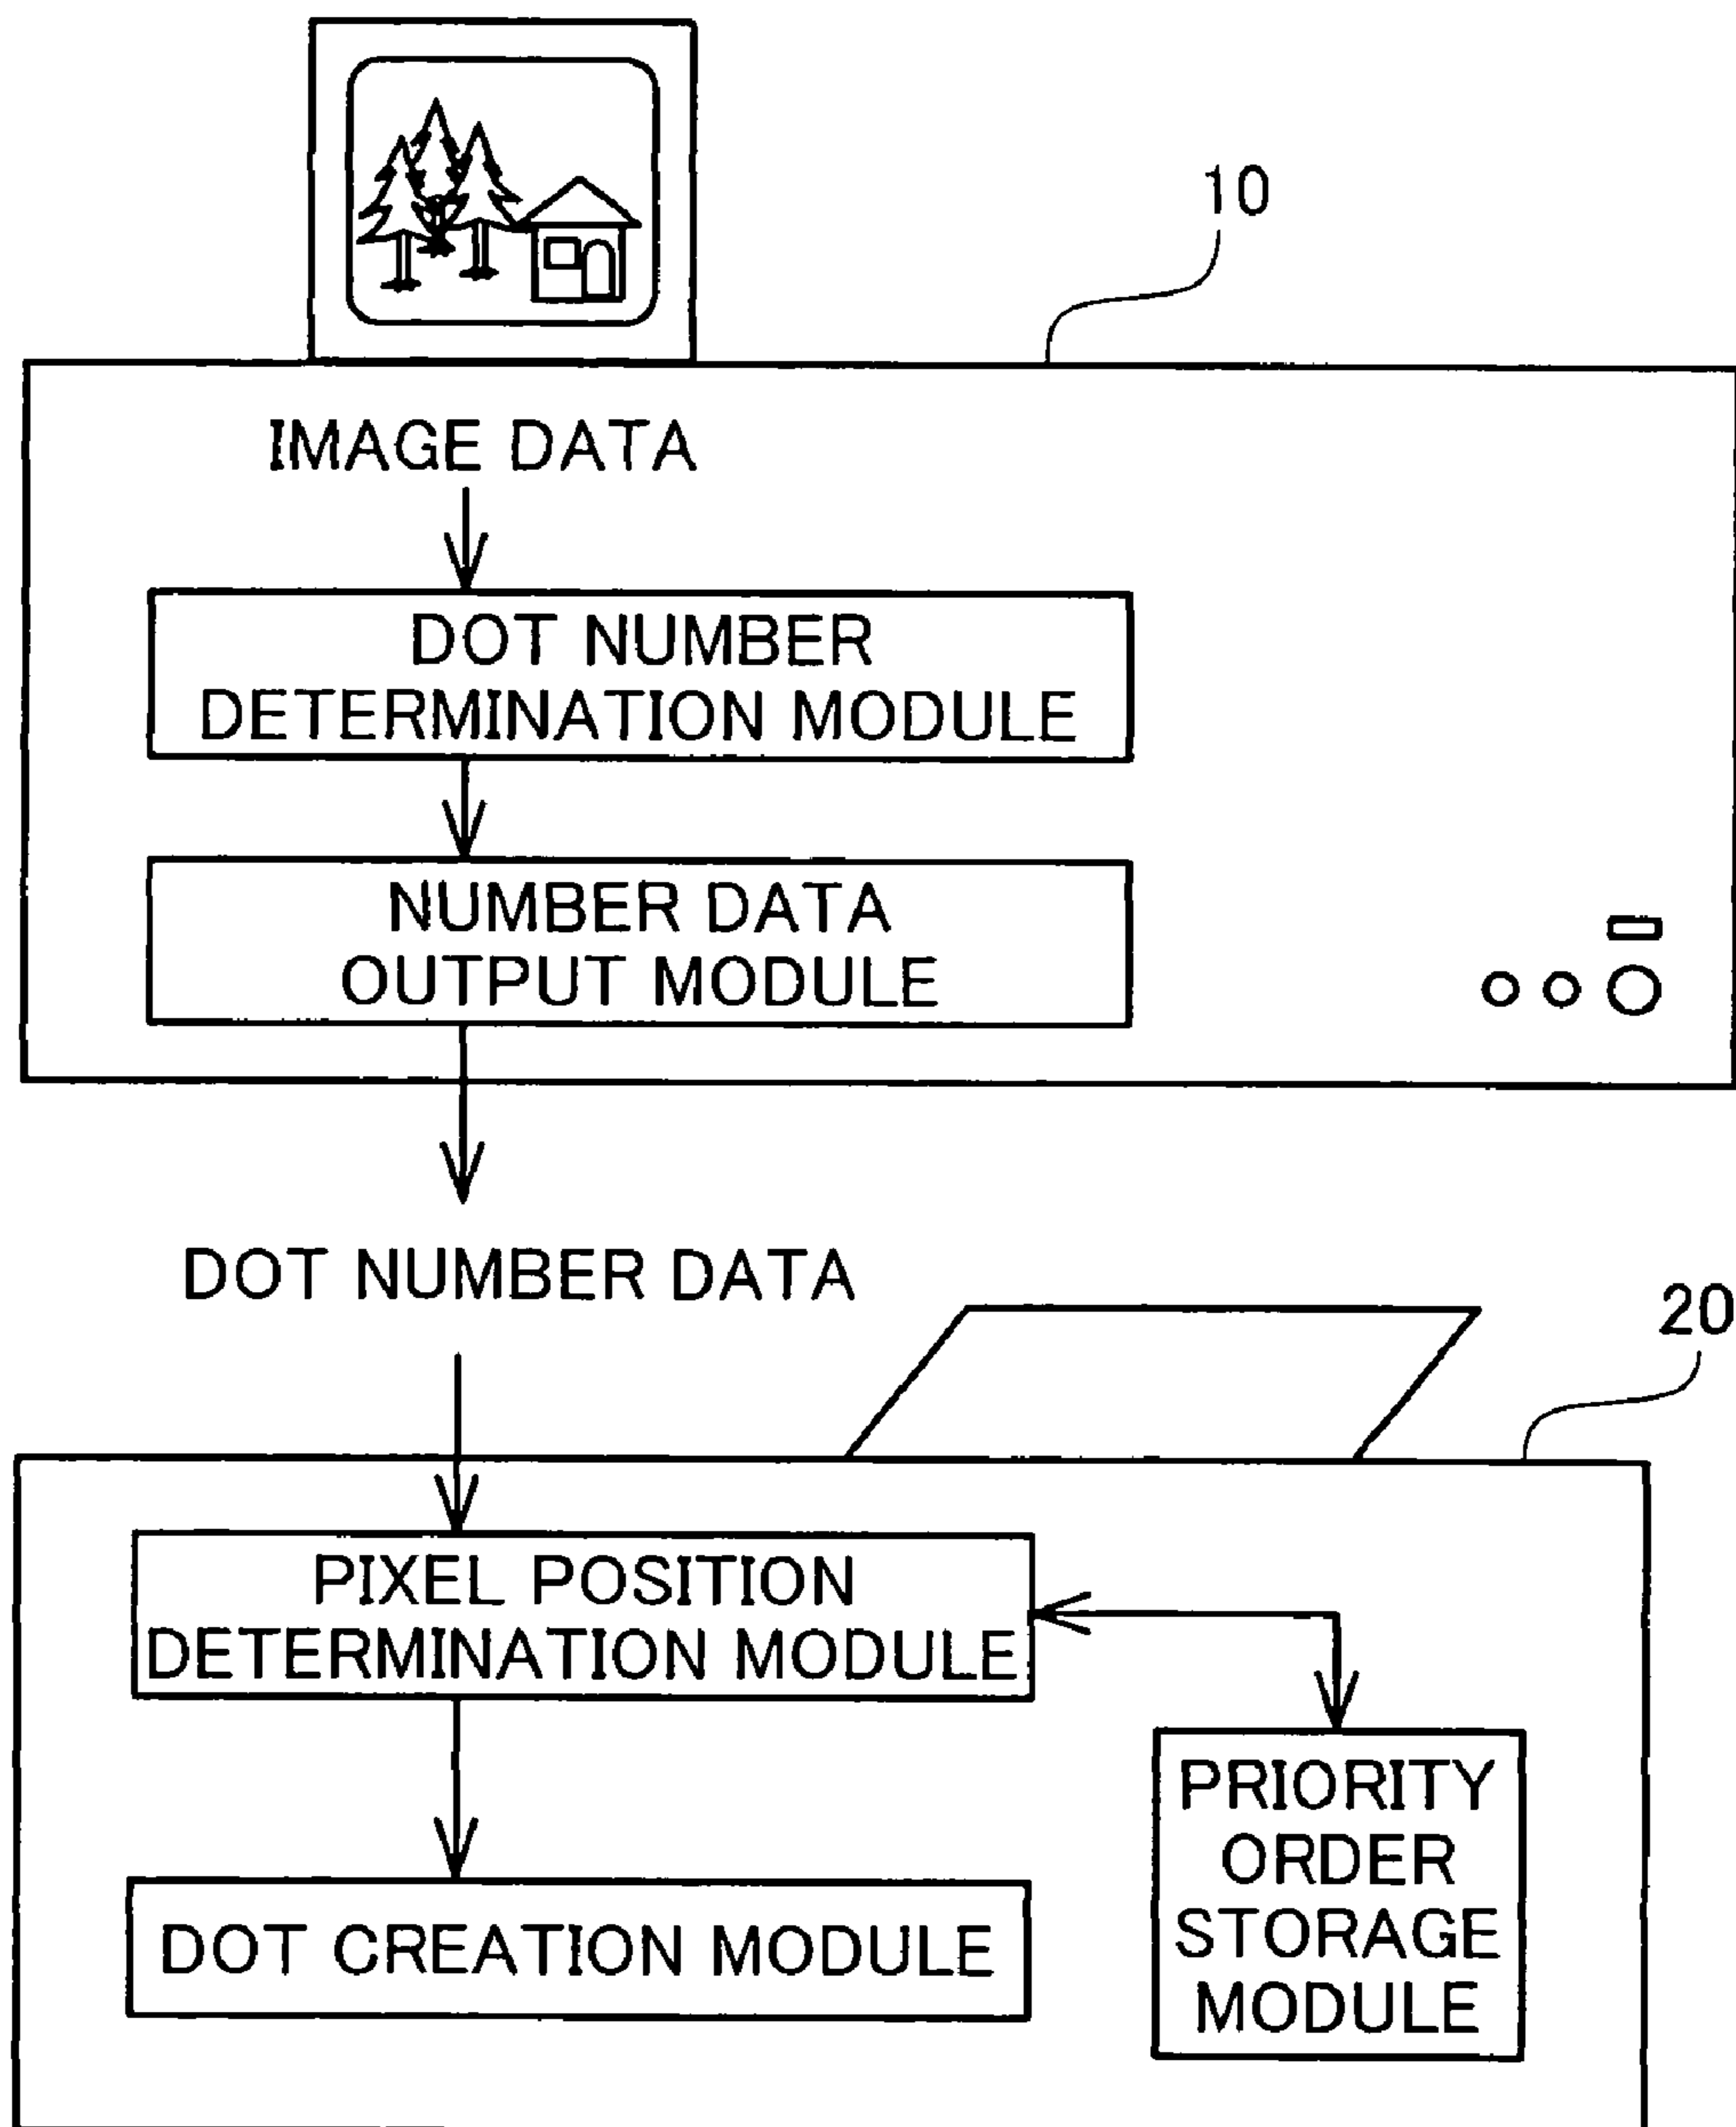 10
IMAGE DATA
DOT NUMBER
DETERMINATION MODULE
NUMBER DATA
OUTPUT MODULE
DOT NUMBER DATA
20
PIXEL POSITION
DETERMINATION MODULE
PRIORITY
ORDER
STORAGE
MODULE
DOT CREATION MODULE